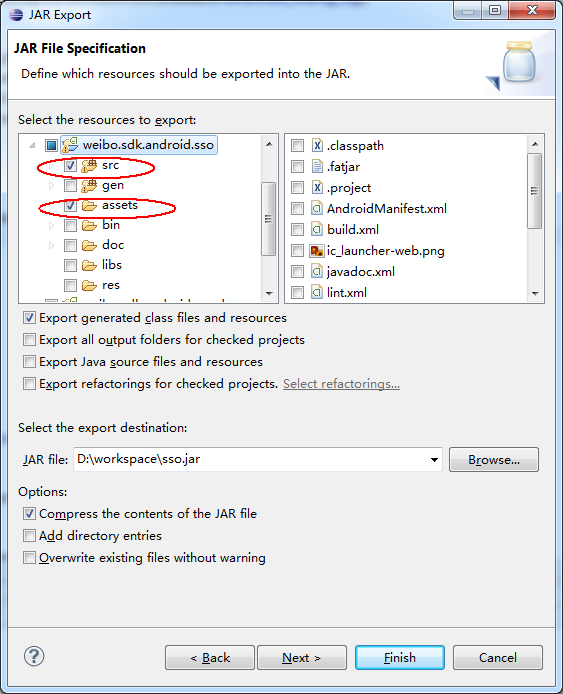 JAR Export
JAR File Specification
Define which resources should be exported into the JAR.
Select the resources to export:
weibo.sdk.android.sso
src
gen
assets
bin
doc
libs
res
.classpath
.fatjar
.project
AndroidManifest.xml
build.xml
ic_launcher-web.png
javadoc.xml
lint.xml
Export generated class files and resources
Export all output folders for checked projects
Export Java source files and resources
Export refactorings for checked projects. Select refactorings...
Select the export destination:
JAR file: D:\workspace\sso.jar Browse...
Options:
Compress the contents of the JAR file
Add directory entries
Overwrite existing files without warning
? < Back Next > Finish Cancel